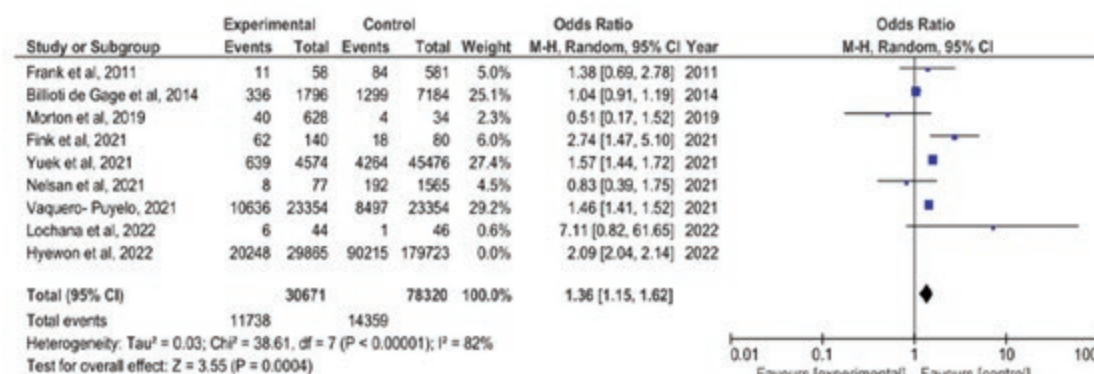 Experimental Control Odds Ratio Odds Ratio
Study or Subgroup Events Total Events Total Weight M-H, Random, 95% CI Year M-H, Random, 95% CI
Frank et al, 2011 11 58 84 581 5.0% 1.38 [0.69, 2.78] 2011
Billioti de Gage et al, 2014 336 1796 1299 7184 25.1% 1.04 [0.91, 1.19] 2014
Morton et al, 2019 40 628 4 34 2.3% 0.51 [0.17, 1.52] 2019
Fink et al, 2021 62 140 18 80 6.0% 2.74 [1.47, 5.10] 2021
Yuek et al, 2021 639 4574 4264 45476 27.4% 1.57 [1.44, 1.72] 2021
Nelsan et al, 2021 8 77 192 1565 4.5% 0.83 [0.39, 1.75] 2021
Vaquero- Puyelo, 2021 10636 23354 8497 23354 29.2% 1.46 [1.41, 1.52] 2021
Lochana et al, 2022 6 44 1 46 0.6% 7.11 [0.82, 61.65] 2022
Hyewon et al, 2022 20248 29865 90215 179723 0.0% 2.09 [2.04, 2.14] 2022
Total (95% CI) 30671 78320 100.0% 1.36 [1.15, 1.62]
Total events 11738 14359
Heterogeneity: Tau² = 0.03; Chi² = 38.61, df = 7 (P < 0.00001); I² = 82%
Test for overall effect: Z = 3.55 (P = 0.0004)
0.01 0.1 1 10 100
Favours [experimental] Favours [control]